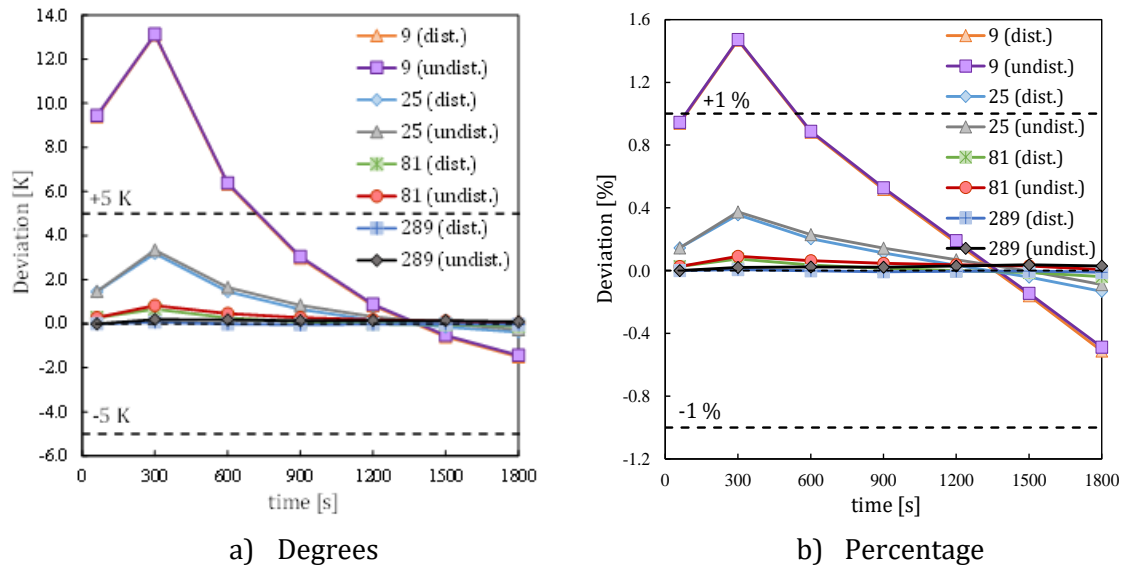 14.0
12.0
10.0
8.0
6.0
4.0
2.0
0.0
-2.0
-4.0
-6.0
Deviation [K]
+5 K
-5 K
9 (dist.)
9 (undist.)
25 (dist.)
25 (undist.)
81 (dist.)
81 (undist.)
289 (dist.)
289 (undist.)
0 300 600 900 1200 1500 1800
time [s]
a) Degrees
1.6
1.2
0.8
0.4
0.0
-0.4
-0.8
-1.2
Deviation [%]
+1 %
-1 %
9 (dist.)
9 (undist.)
25 (dist.)
25 (undist.)
81 (dist.)
81 (undist.)
289 (dist.)
289 (undist.)
0 300 600 900 1200 1500 1800
time [s]
b) Percentage